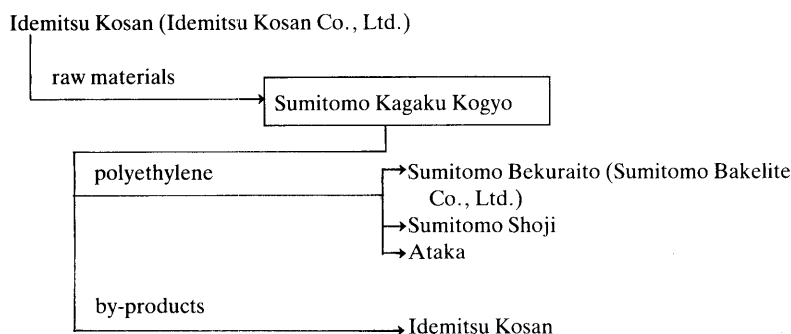 Idemitsu Kosan (Idemitsu Kosan Co., Ltd.)
raw materials
Sumitomo Kagaku Kogyo
polyethylene
Sumitomo Bekuraito (Sumitomo Bakelite
Co., Ltd.)
Sumitomo Shoji
Ataka
by-products
Idemitsu Kosan